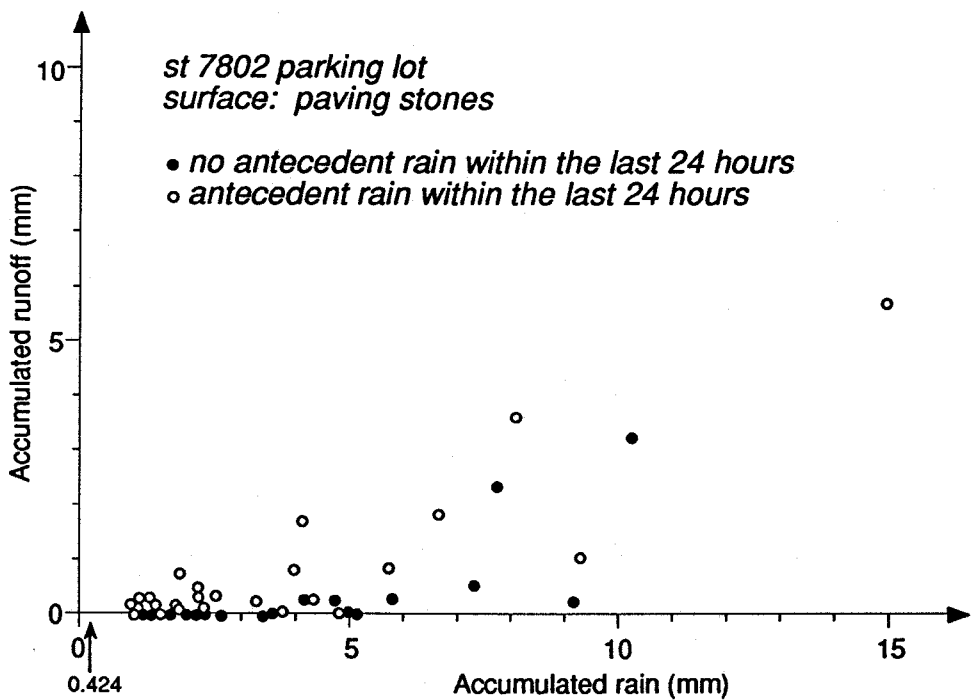 st 7802 parking lot
surface: paving stones
no antecedent rain within the last 24 hours
antecedent rain within the last 24 hours
Accumulated runoff (mm)
10
5
0
0
5
10
15
0.424
Accumulated rain (mm)